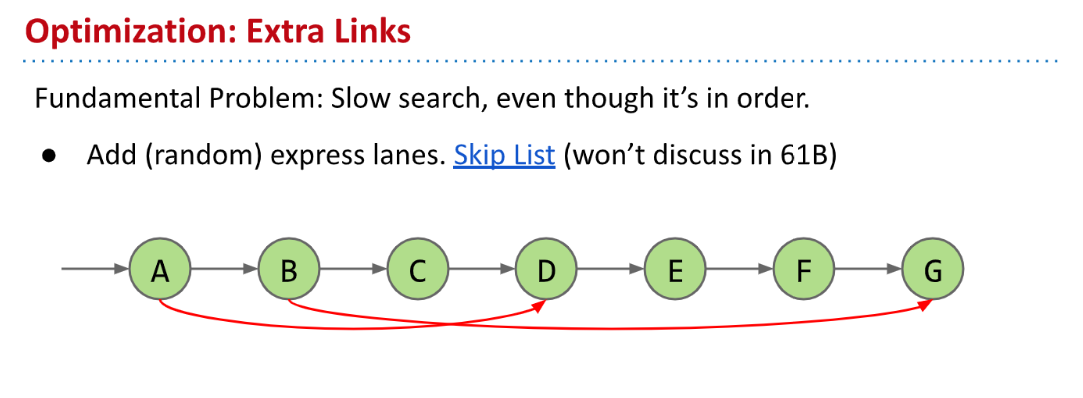 Optimization: Extra Links
Fundamental Problem: Slow search, even though it’s in order.
● Add (random) express lanes. Skip List (won’t discuss in 61B)
A B C D E F G